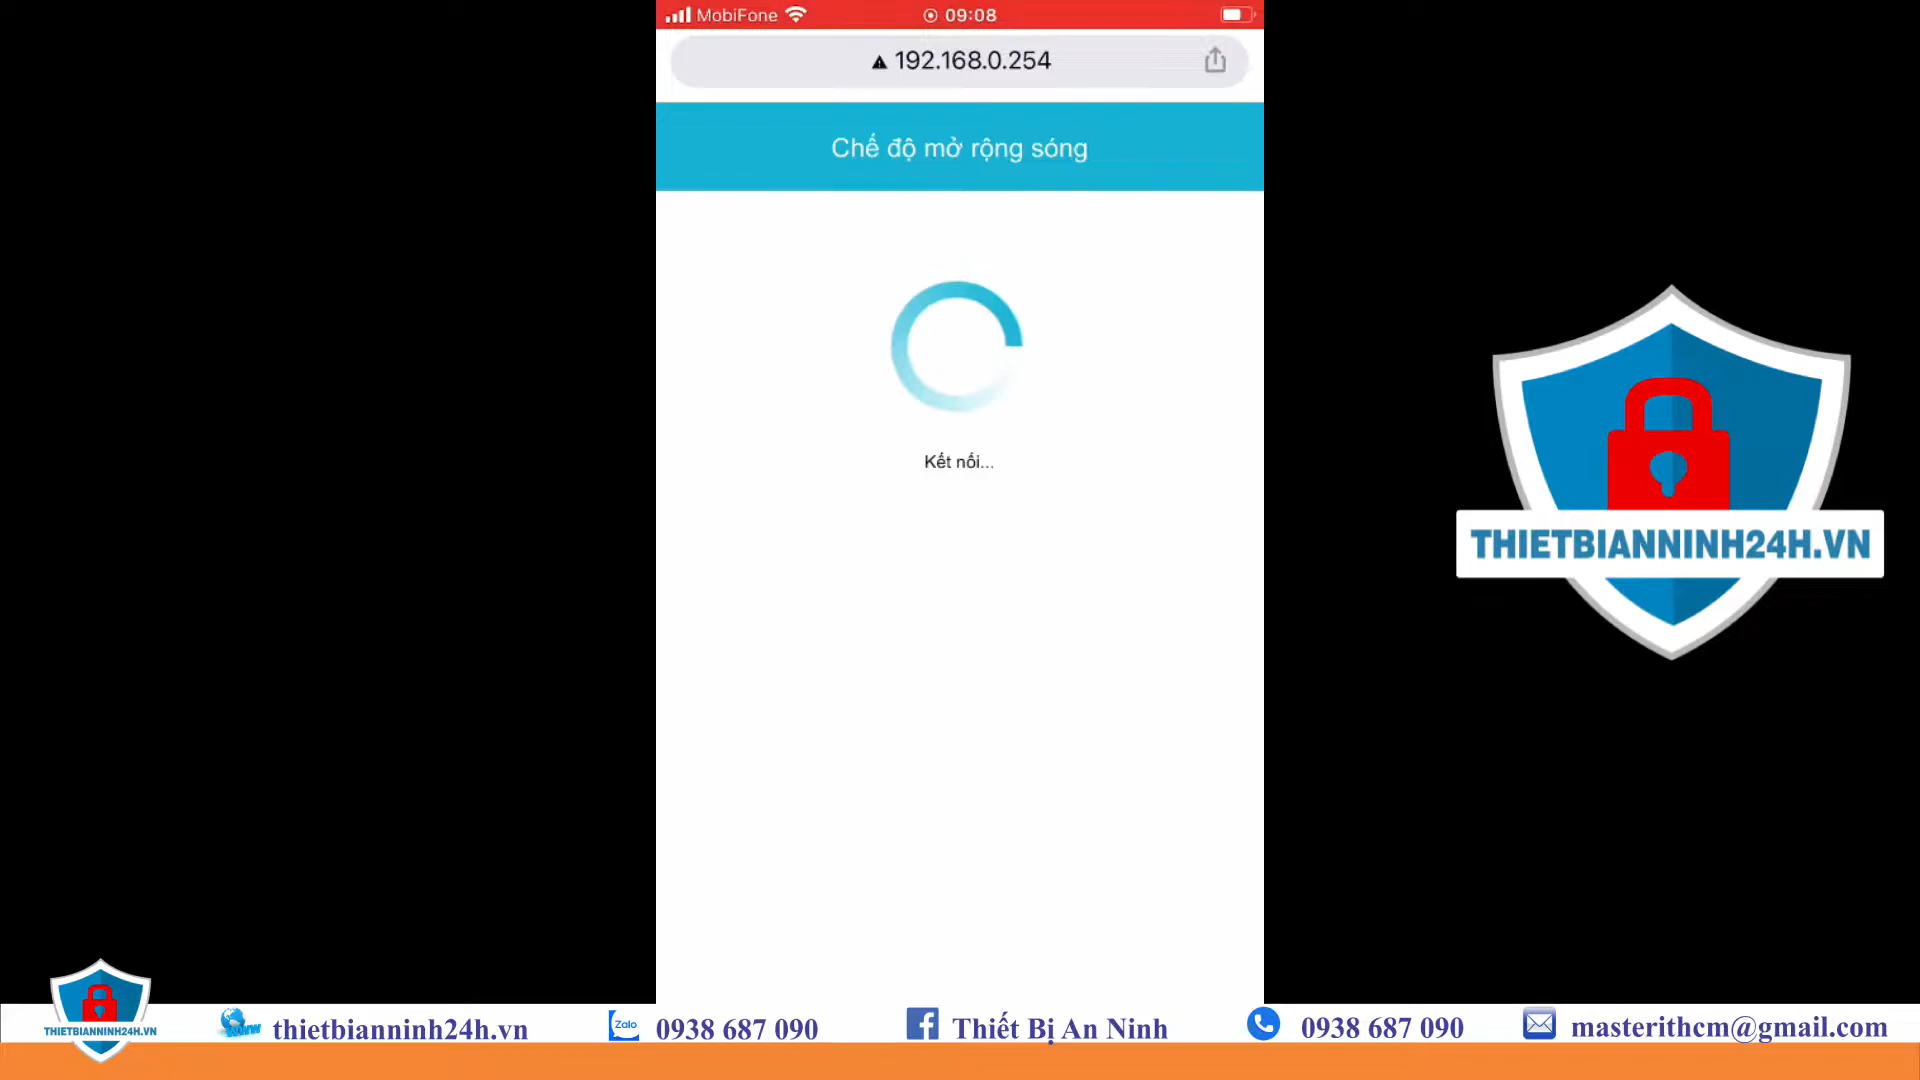 MobiFone
09:08
192.168.0.254
Chế độ mở rộng sóng
Kết nối...
THIETBIANNINH24H.VN
THIETBIANNINH24H.VN
www
thietbianninh24h.vn
Zalo
0938 687 090
Thiết Bị An Ninh
0938 687 090
masterithcm@gmail.com